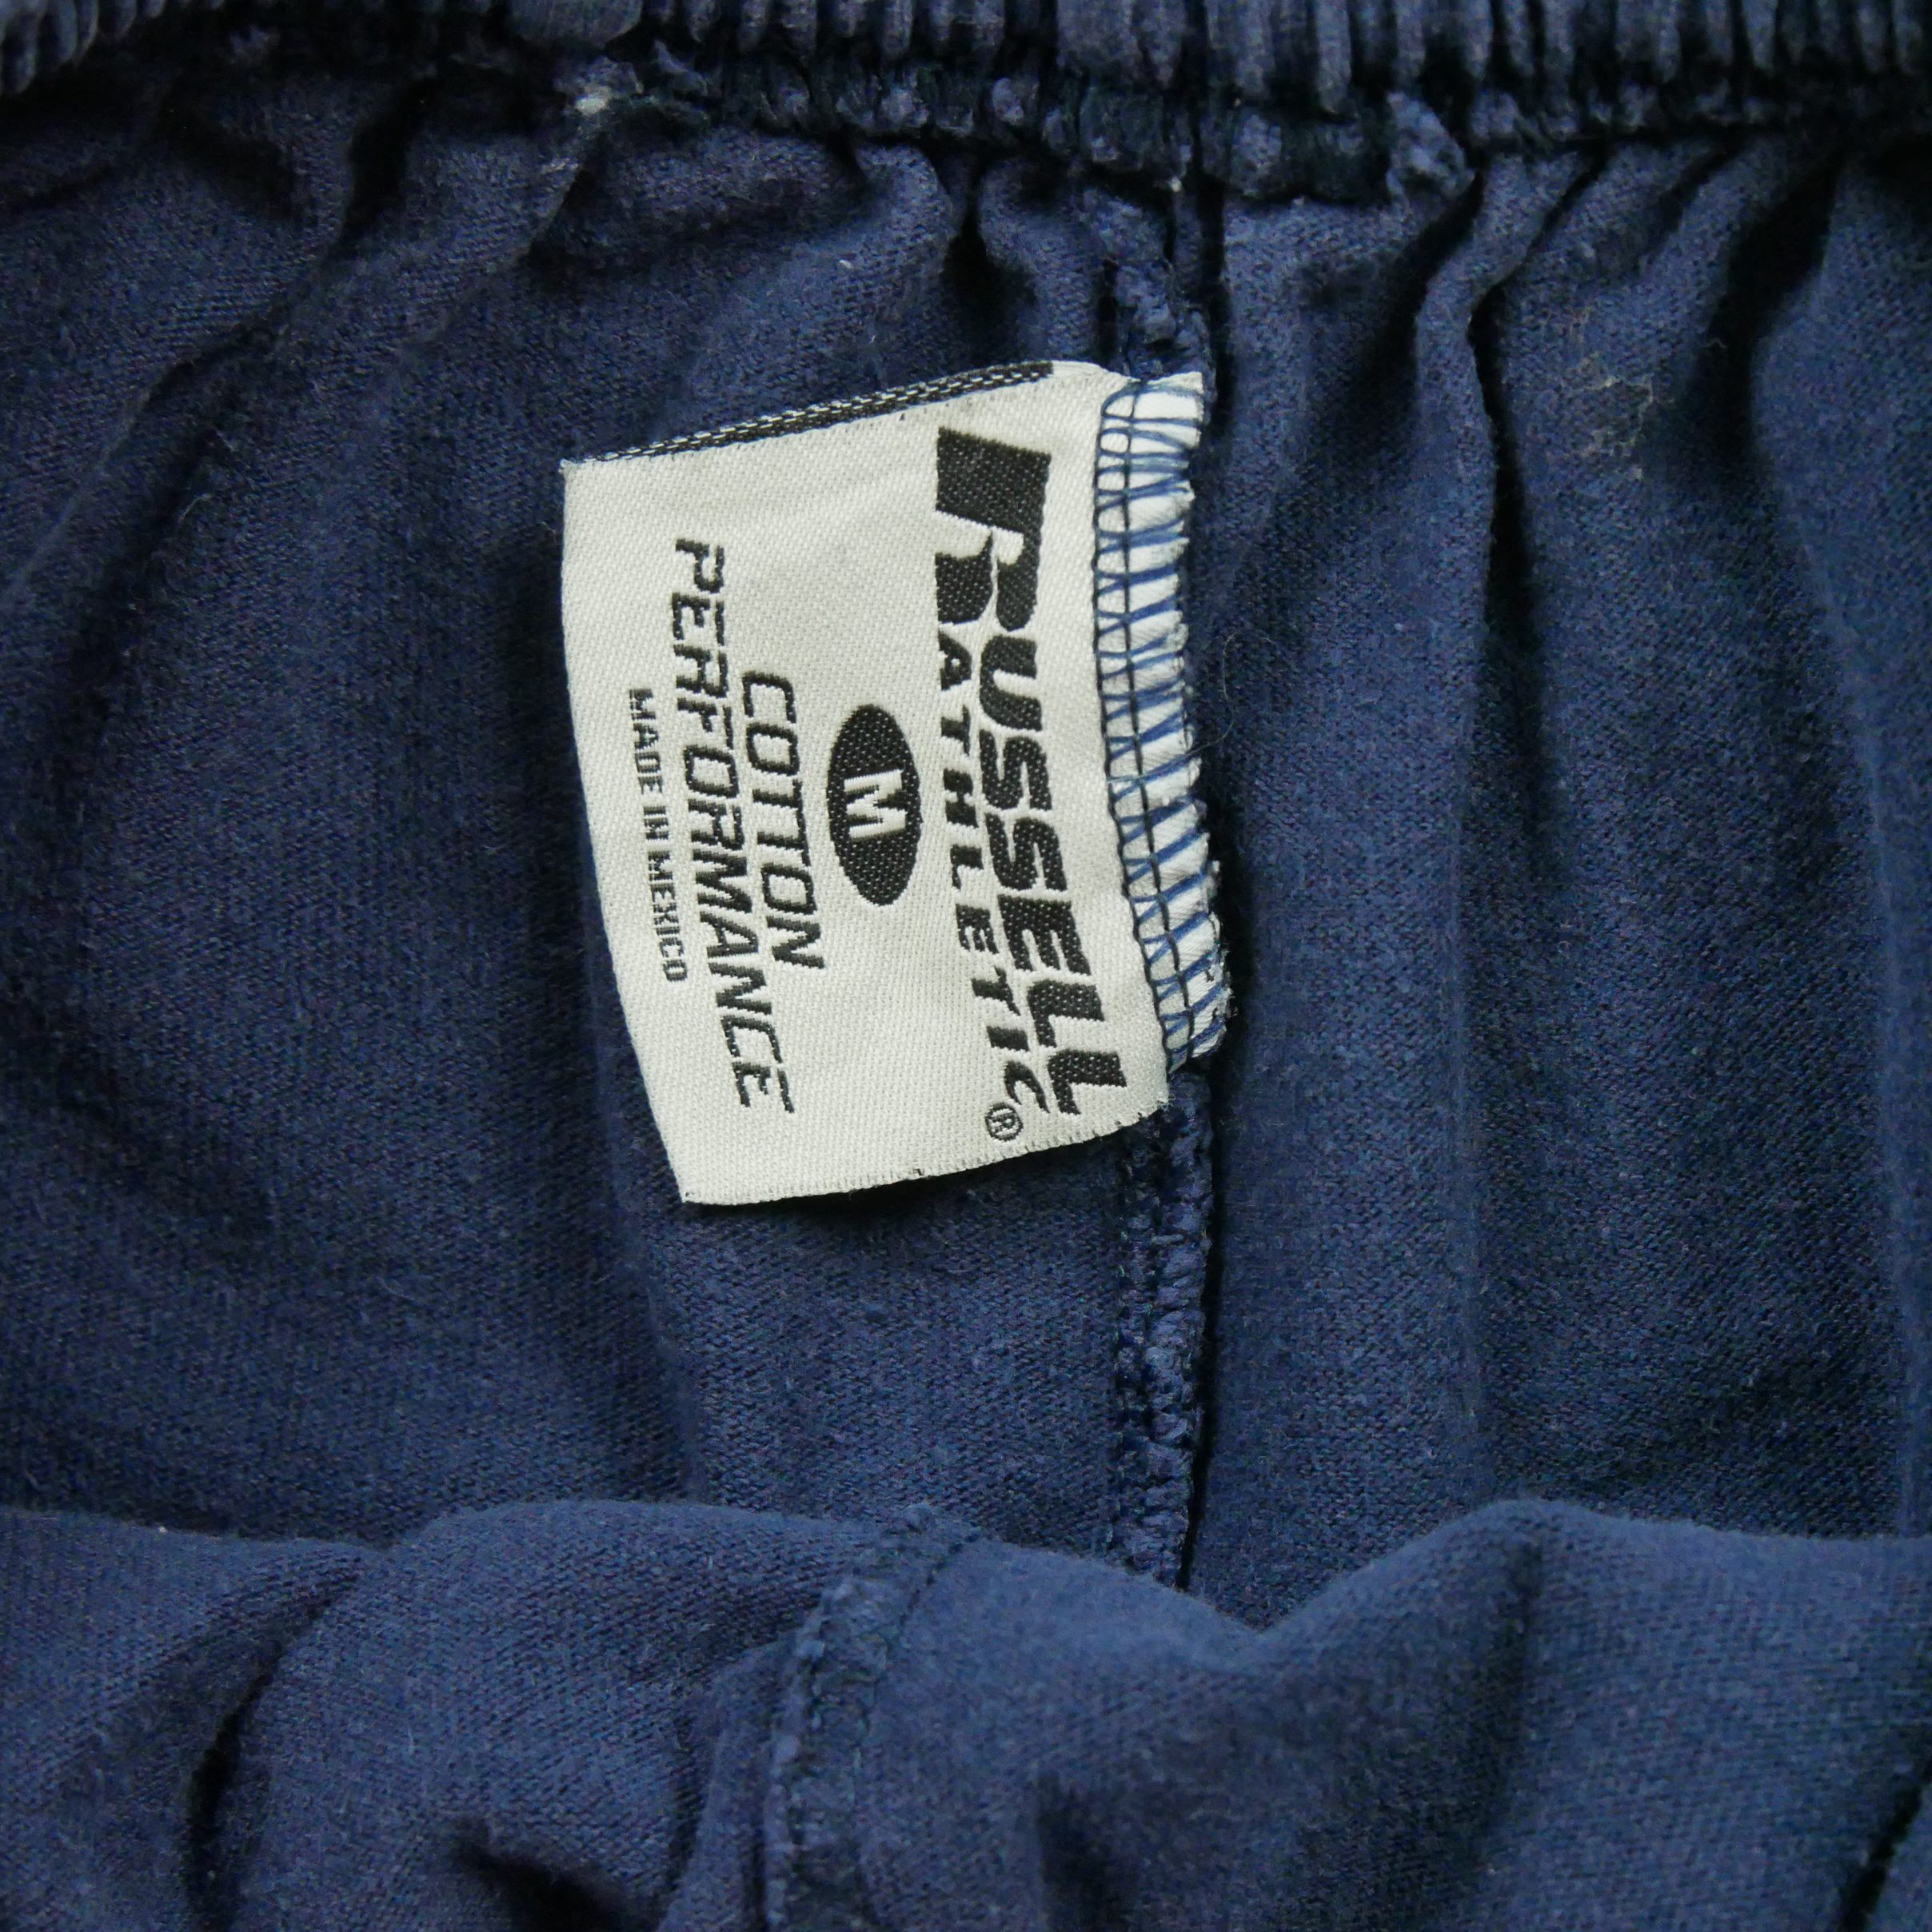 RUSSELL
ATHLETIC®
M
COTTON
PERFORMANCE
MADE IN MEXICO